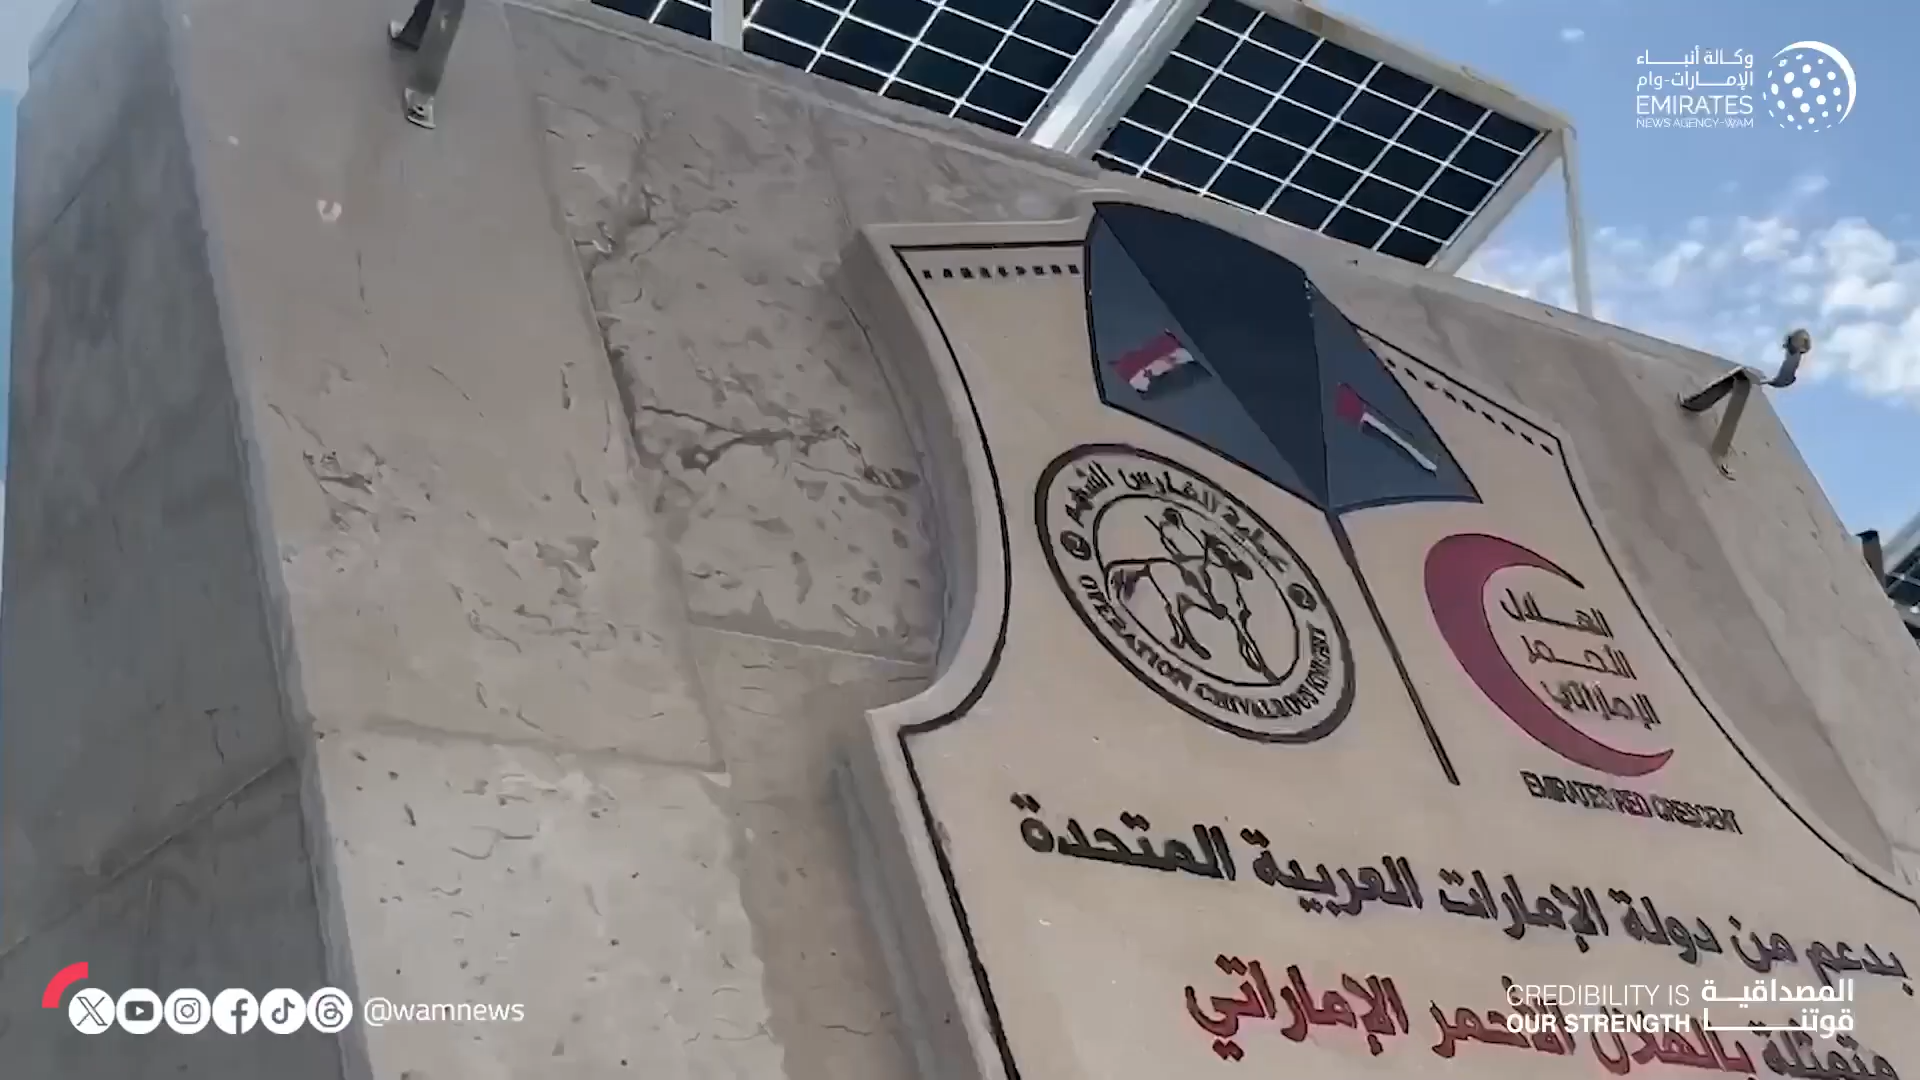 وكالة أنباء
الإمارات-وام
EMIRATES
NEWS AGENCY-WAM
عملية الفارس الشهم
OPERATION CHIVALROUS KNIGHT
الهلال
الأحمر
الإماراتي
EMIRATES RED CRESCENT
بدعم من دولة الإمارات العربية المتحدة
متمثلة بالهلال الأحمر الإماراتي
@wamnews
CREDIBILITY IS
OUR STRENGTH
المصداقية
قوتنا